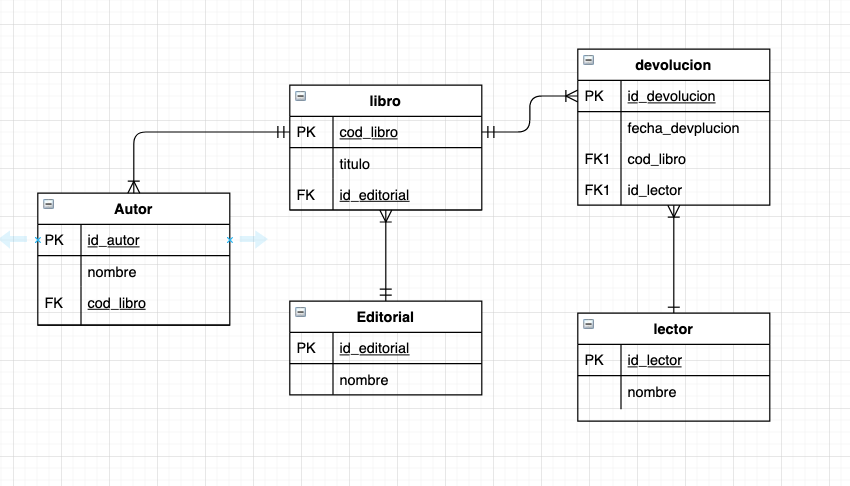 devolucion
PK id_devolucion
fecha_devplucion
FK1 cod_libro
FK1 id_lector
libro
PK cod_libro
titulo
FK id_editorial
Autor
PK id_autor
nombre
FK cod_libro
Editorial
PK id_editorial
nombre
lector
PK id_lector
nombre